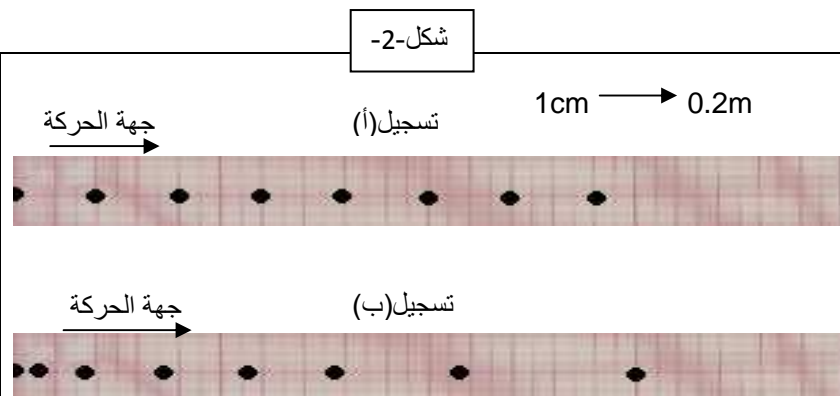 شكل-2-
1cm → 0.2m
تسجيل(أ)
جهة الحركة
تسجيل(ب)
جهة الحركة